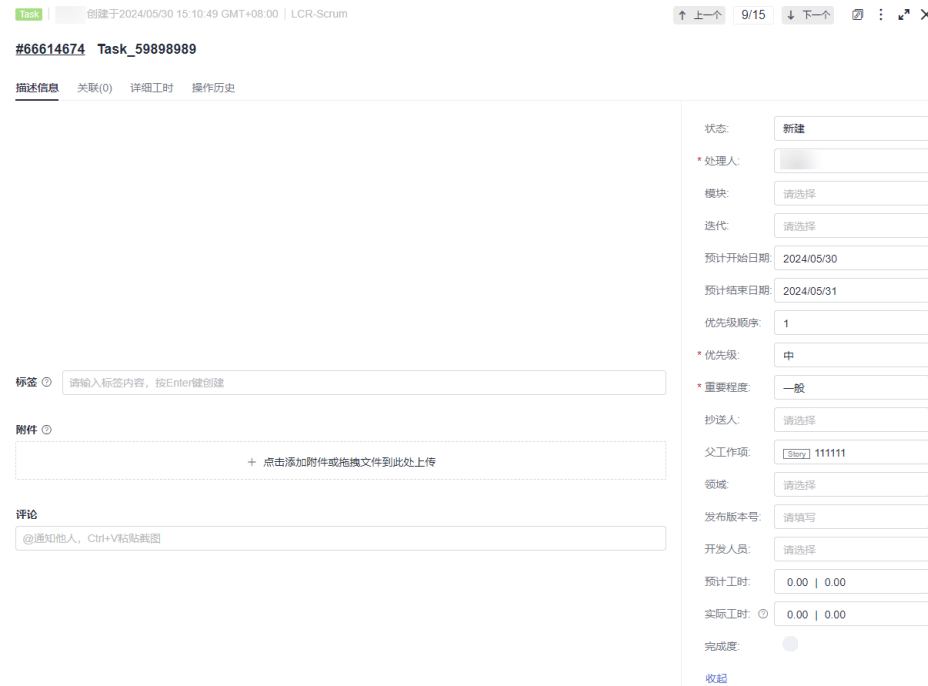 Task 创建于2024/05/30 15:10:49 GMT+08:00 LCR-Scrum
上一个 9/15 下一个
#66614674 Task_59898989
描述信息 关联(0) 详细工时 操作历史
标签
请输入标签内容，按Enter键创建
附件
点击添加附件或拖拽文件到此处上传
评论
@通知他人，Ctrl+V粘贴截图
状态: 新建
* 处理人:
模块: 请选择
迭代: 请选择
预计开始日期: 2024/05/30
预计结束日期: 2024/05/31
优先级顺序: 1
* 优先级: 中
* 重要程度: 一般
抄送人: 请选择
父工作项: Story 111111
领域: 请选择
发布版本号: 请填写
开发人员: 请选择
预计工时: 0.00 | 0.00
实际工时: 0.00 | 0.00
完成度:
收起